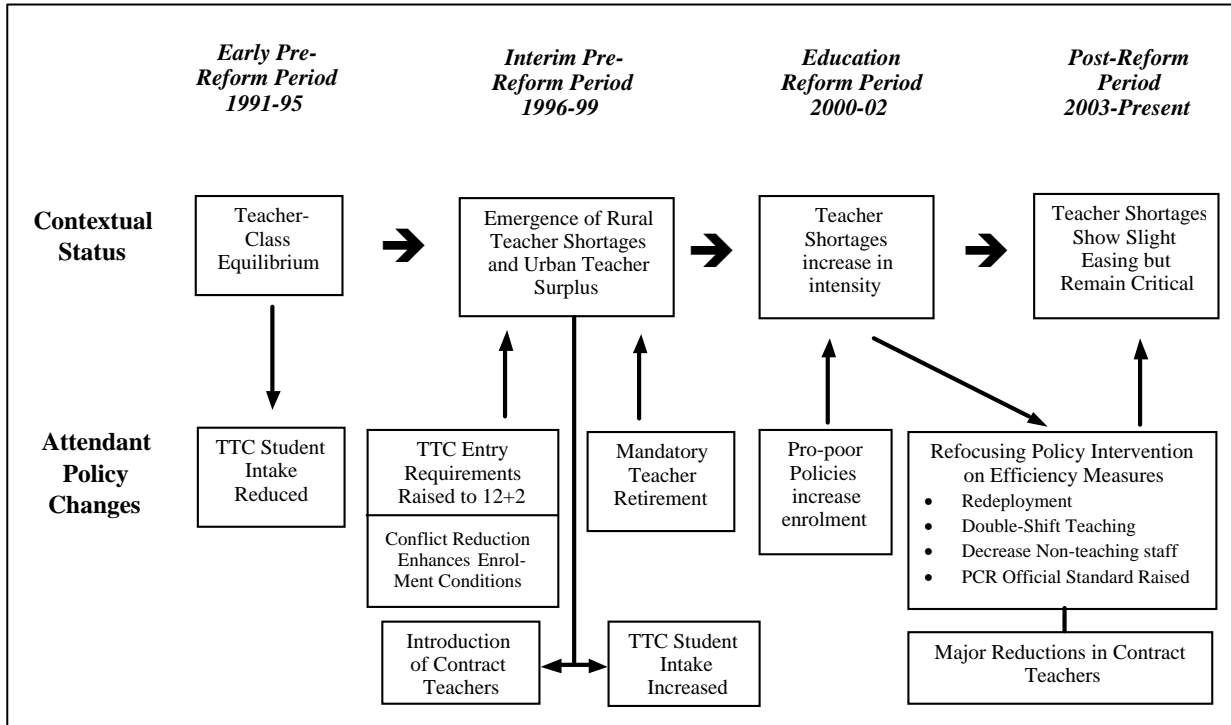 Early Pre-
Reform Period
1991-95
Interim Pre-
Reform Period
1996-99
Education
Reform Period
2000-02
Post-Reform
Period
2003-Present
Contextual
Status
Teacher-
Class
Equilibrium
Emergence of Rural
Teacher Shortages
and Urban Teacher
Surplus
Teacher
Shortages
increase in
intensity
Teacher Shortages
Show Slight
Easing but
Remain Critical
Attendant
Policy
Changes
TTC Student
Intake
Reduced
TTC Entry
Requirements
Raised to 12+2
Conflict Reduction
Enhances Enrol-
Ment Conditions
Mandatory
Teacher
Retirement
Pro-poor
Policies
increase
enrolment
Refocusing Policy Intervention
on Efficiency Measures
• Redeployment
• Double-Shift Teaching
• Decrease Non-teaching staff
• PCR Official Standard Raised
Introduction
of Contract
Teachers
TTC Student
Intake
Increased
Major Reductions in Contract
Teachers